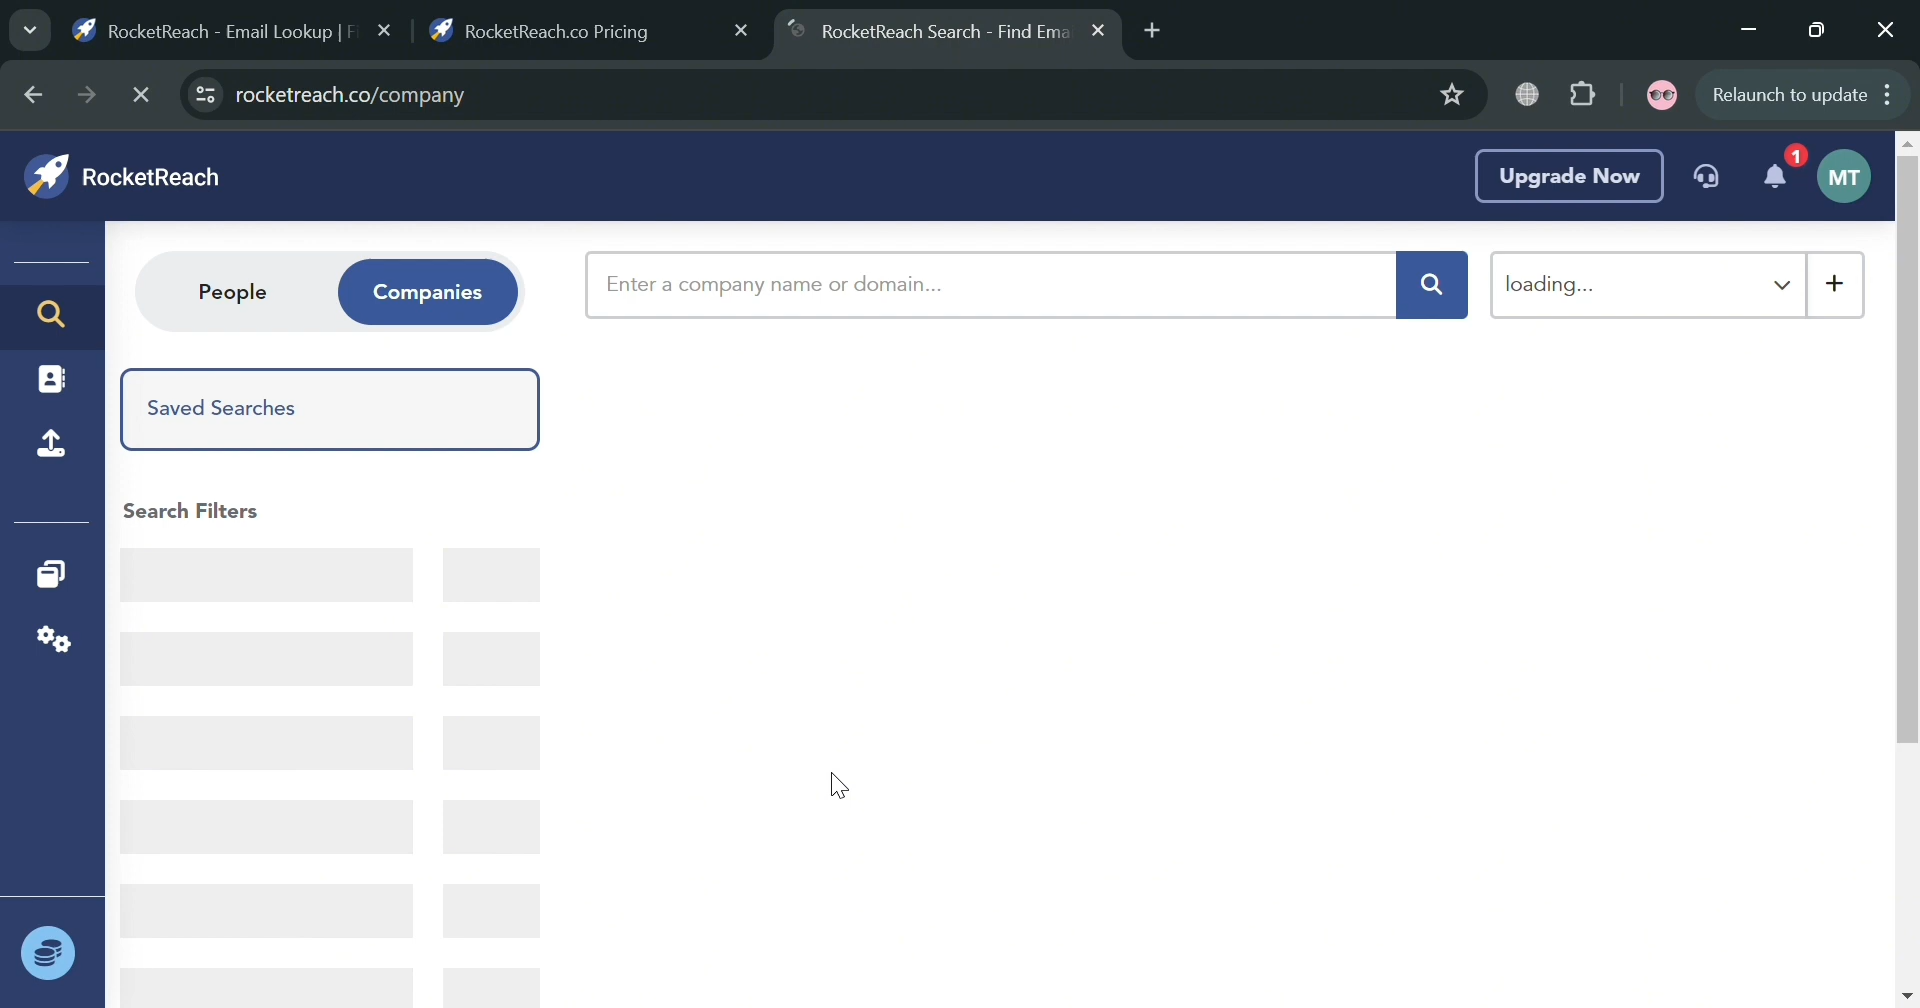 RocketReach - Email Lookup | Fi
RocketReach.co Pricing
RocketReach Search - Find Ema
rocketreach.co/company
Relaunch to update
RocketReach
Upgrade Now
1
MT
People
Companies
Enter a company name or domain...
loading...
Saved Searches
Search Filters